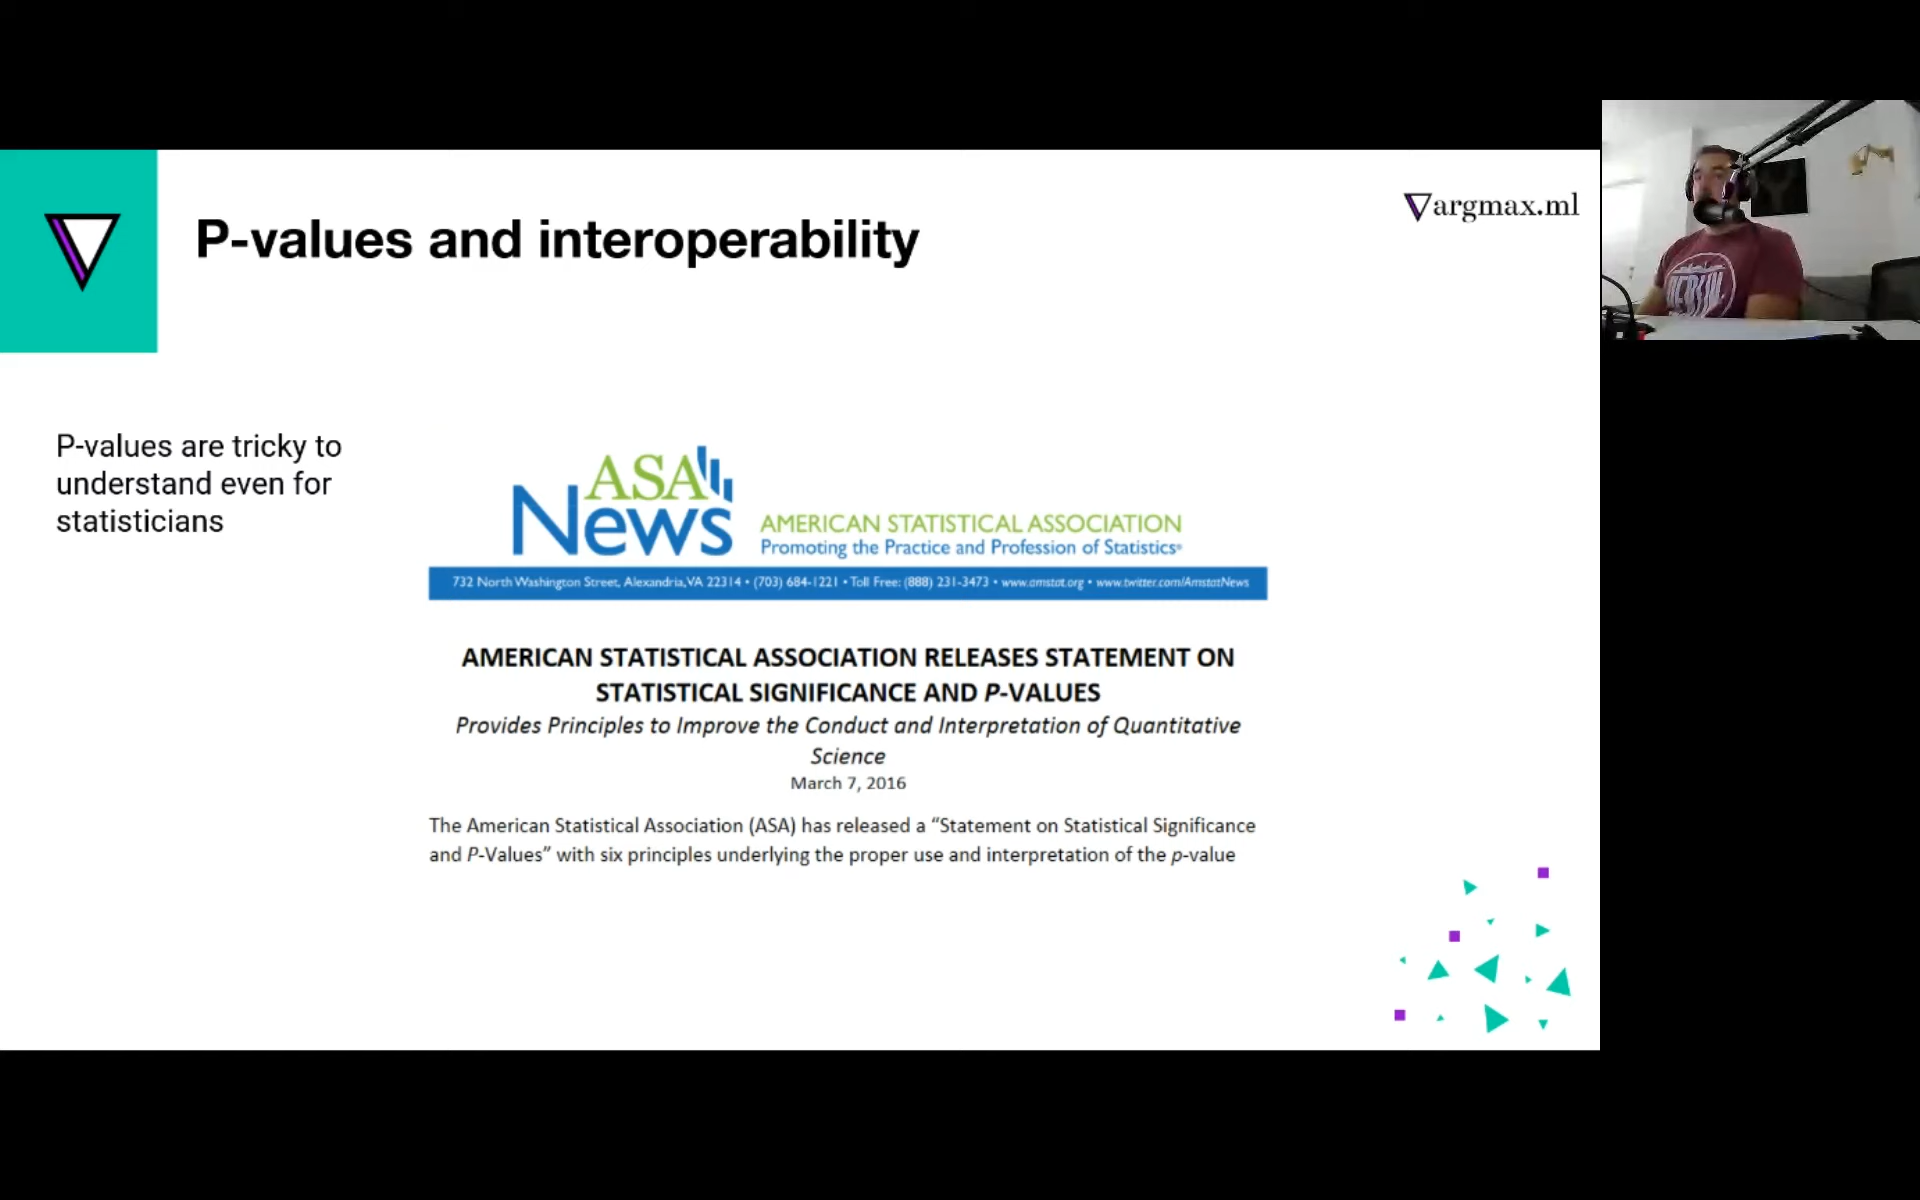 P-values and interoperability
argmax.ml
P-values are tricky to
understand even for
statisticians
ASA
News
AMERICAN STATISTICAL ASSOCIATION
Promoting the Practice and Profession of Statistics®
732 North Washington Street, Alexandria, VA 22314 • (703) 684-1221 • Toll Free: (888) 231-3473 • www.amstat.org • www.twitter.com/AmstatNews
AMERICAN STATISTICAL ASSOCIATION RELEASES STATEMENT ON
STATISTICAL SIGNIFICANCE AND P-VALUES
Provides Principles to Improve the Conduct and Interpretation of Quantitative
Science
March 7, 2016
The American Statistical Association (ASA) has released a “Statement on Statistical Significance
and P-Values” with six principles underlying the proper use and interpretation of the p-value
BERLIN